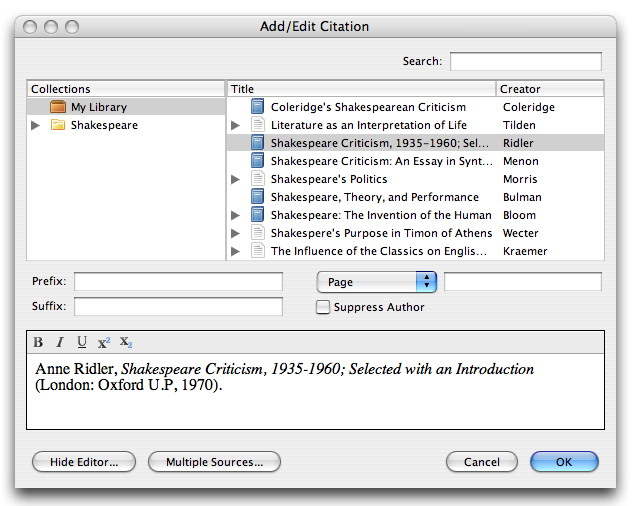 Add/Edit Citation
Search:
Collections
Title
Creator
My Library
Shakespeare
Coleridge's Shakespearean Criticism Coleridge
Literature as an Interpretation of Life Tilden
Shakespeare Criticism, 1935-1960; Sel... Ridler
Shakespeare Criticism: An Essay in Synt... Menon
Shakespeare's Politics Morris
Shakespeare, Theory, and Performance Bulman
Shakespeare: The Invention of the Human Bloom
Shakspere's Purpose in Timon of Athens Wecter
The Influence of the Classics on Englis... Kraemer
Prefix:
Page
Suffix:
Suppress Author
B I U x² x₂
Anne Ridler, Shakespeare Criticism, 1935-1960; Selected with an Introduction
(London: Oxford U.P, 1970).
Hide Editor... Multiple Sources... Cancel OK